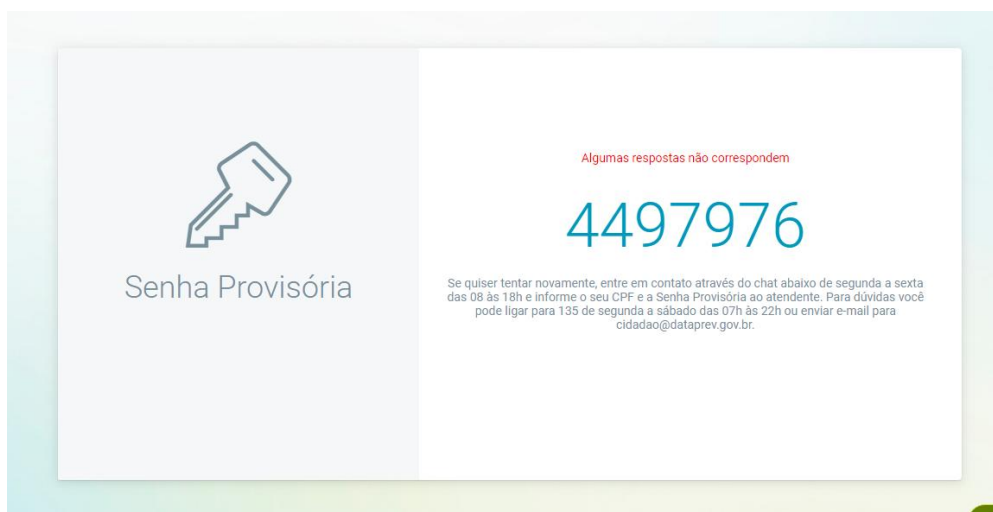 Algumas respostas não correspondem
4497976
Senha Provisória
Se quiser tentar novamente, entre em contato através do chat abaixo de segunda a sexta
das 08 às 18h e informe o seu CPF e a Senha Provisória ao atendente. Para dúvidas você
pode ligar para 135 de segunda a sábado das 07h às 22h ou enviar e-mail para
cidadao@dataprev.gov.br.